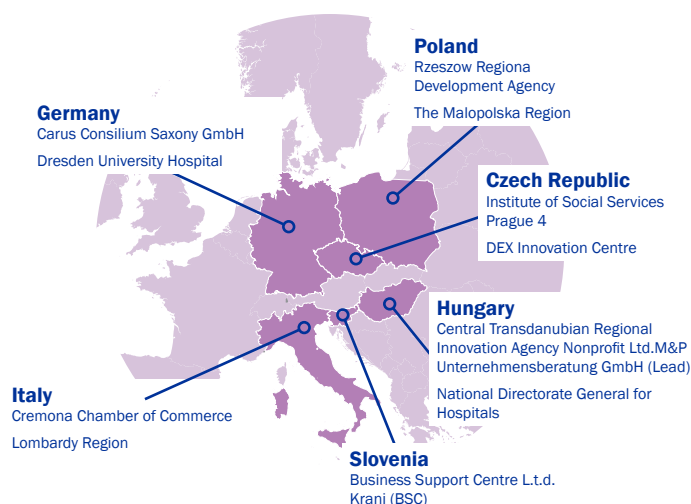 Poland
Rzeszow Regiona
Development Agency
The Malopolska Region
Germany
Carus Consilium Saxony GmbH
Dresden University Hospital
Czech Republic
Institute of Social Services
Prague 4
DEX Innovation Centre
Hungary
Central Transdanubian Regional
Innovation Agency Nonprofit Ltd.M&P
Unternehmensberatung GmbH (Lead)
National Directorate General for
Hospitals
Italy
Cremona Chamber of Commerce
Lombardy Region
Slovenia
Business Support Centre L.t.d.
Kranj (BSC)